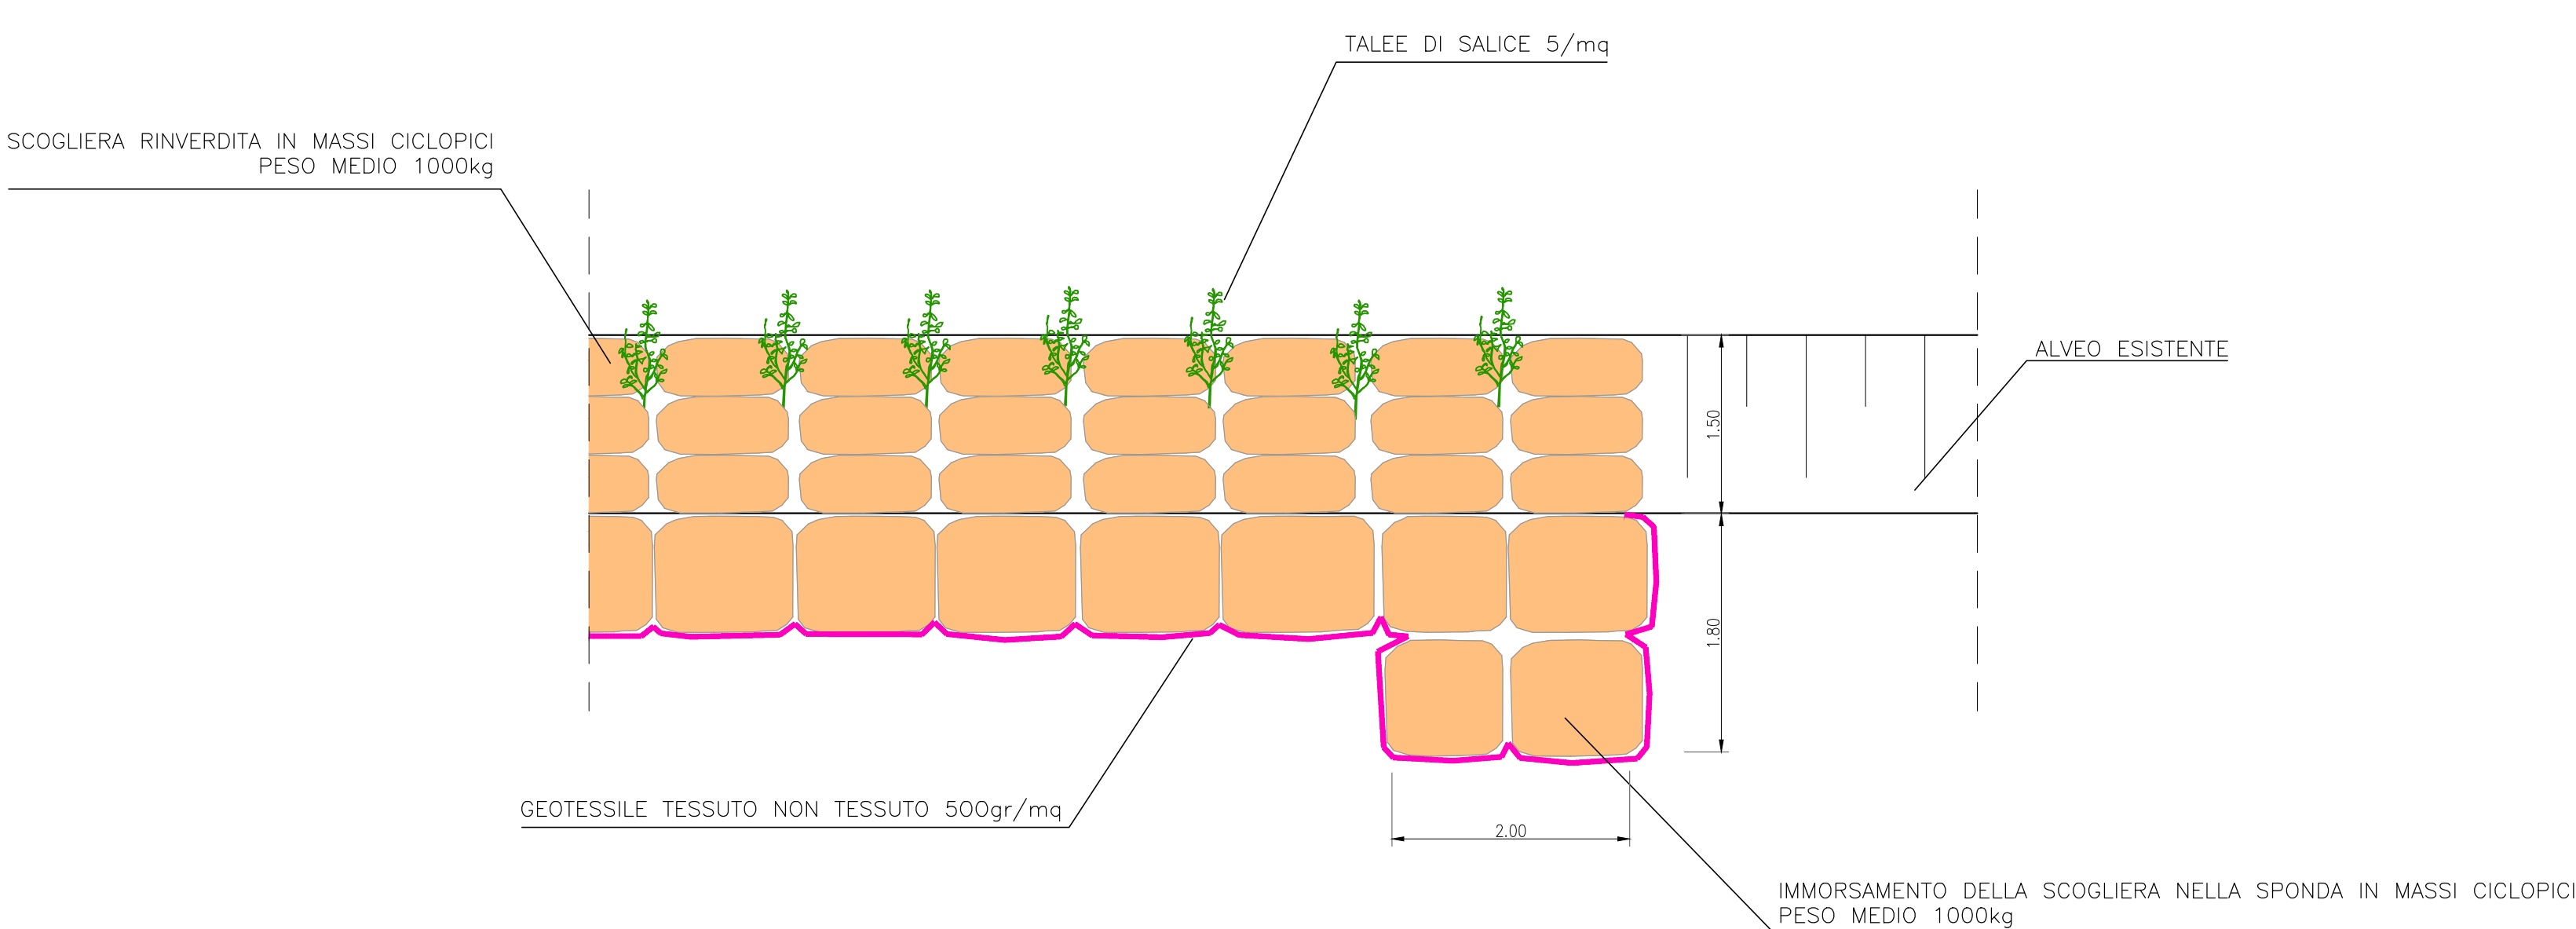 TALEE DI SALICE 5/mq
SCOGLIERA RINVERDITA IN MASSI CICLOPICI
PESO MEDIO 1000kg
ALVEO ESISTENTE
1.50
1.80
GEOTESSILE TESSUTO NON TESSUTO 500gr/mq
2.00
IMMORSAMENTO DELLA SCOGLIERA NELLA SPONDA IN MASSI CICLOPICI
PESO MEDIO 1000kg